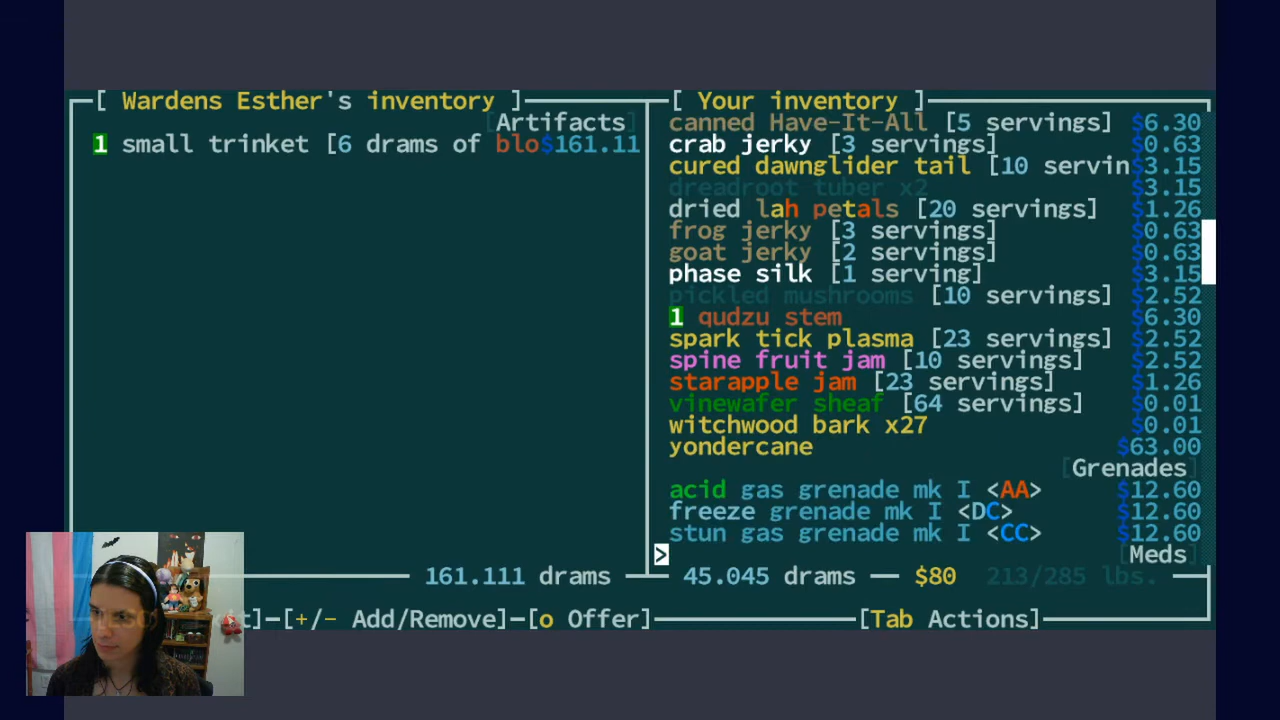 [ Wardens Esther's inventory ]
[Artifacts]
1 small trinket [6 drams of blo$161.11
161.111 drams
[ Your inventory ]
canned Have-It-All [5 servings] $6.30
crab jerky [3 servings] $0.63
cured dawnglider tail [10 servin $3.15
dreadroot tuber x2 $3.15
dried lah petals [20 servings] $1.26
frog jerky [3 servings] $0.63
goat jerky [2 servings] $0.63
phase silk [1 serving] $3.15
pickled mushrooms [10 servings] $2.52
1 qudzu stem $6.30
spark tick plasma [23 servings] $2.52
spine fruit jam [10 servings] $2.52
starapple jam [23 servings] $1.26
vinewafer sheaf [64 servings] $0.01
witchwood bark x27 $0.01
yondercane $63.00
[Grenades]
acid gas grenade mk I <AA> $12.60
freeze grenade mk I <DC> $12.60
stun gas grenade mk I <CC> $12.60
> [Meds]
45.045 drams — $80 213/285 lbs.
]-[+/- Add/Remove]-[o Offer] [Tab Actions]